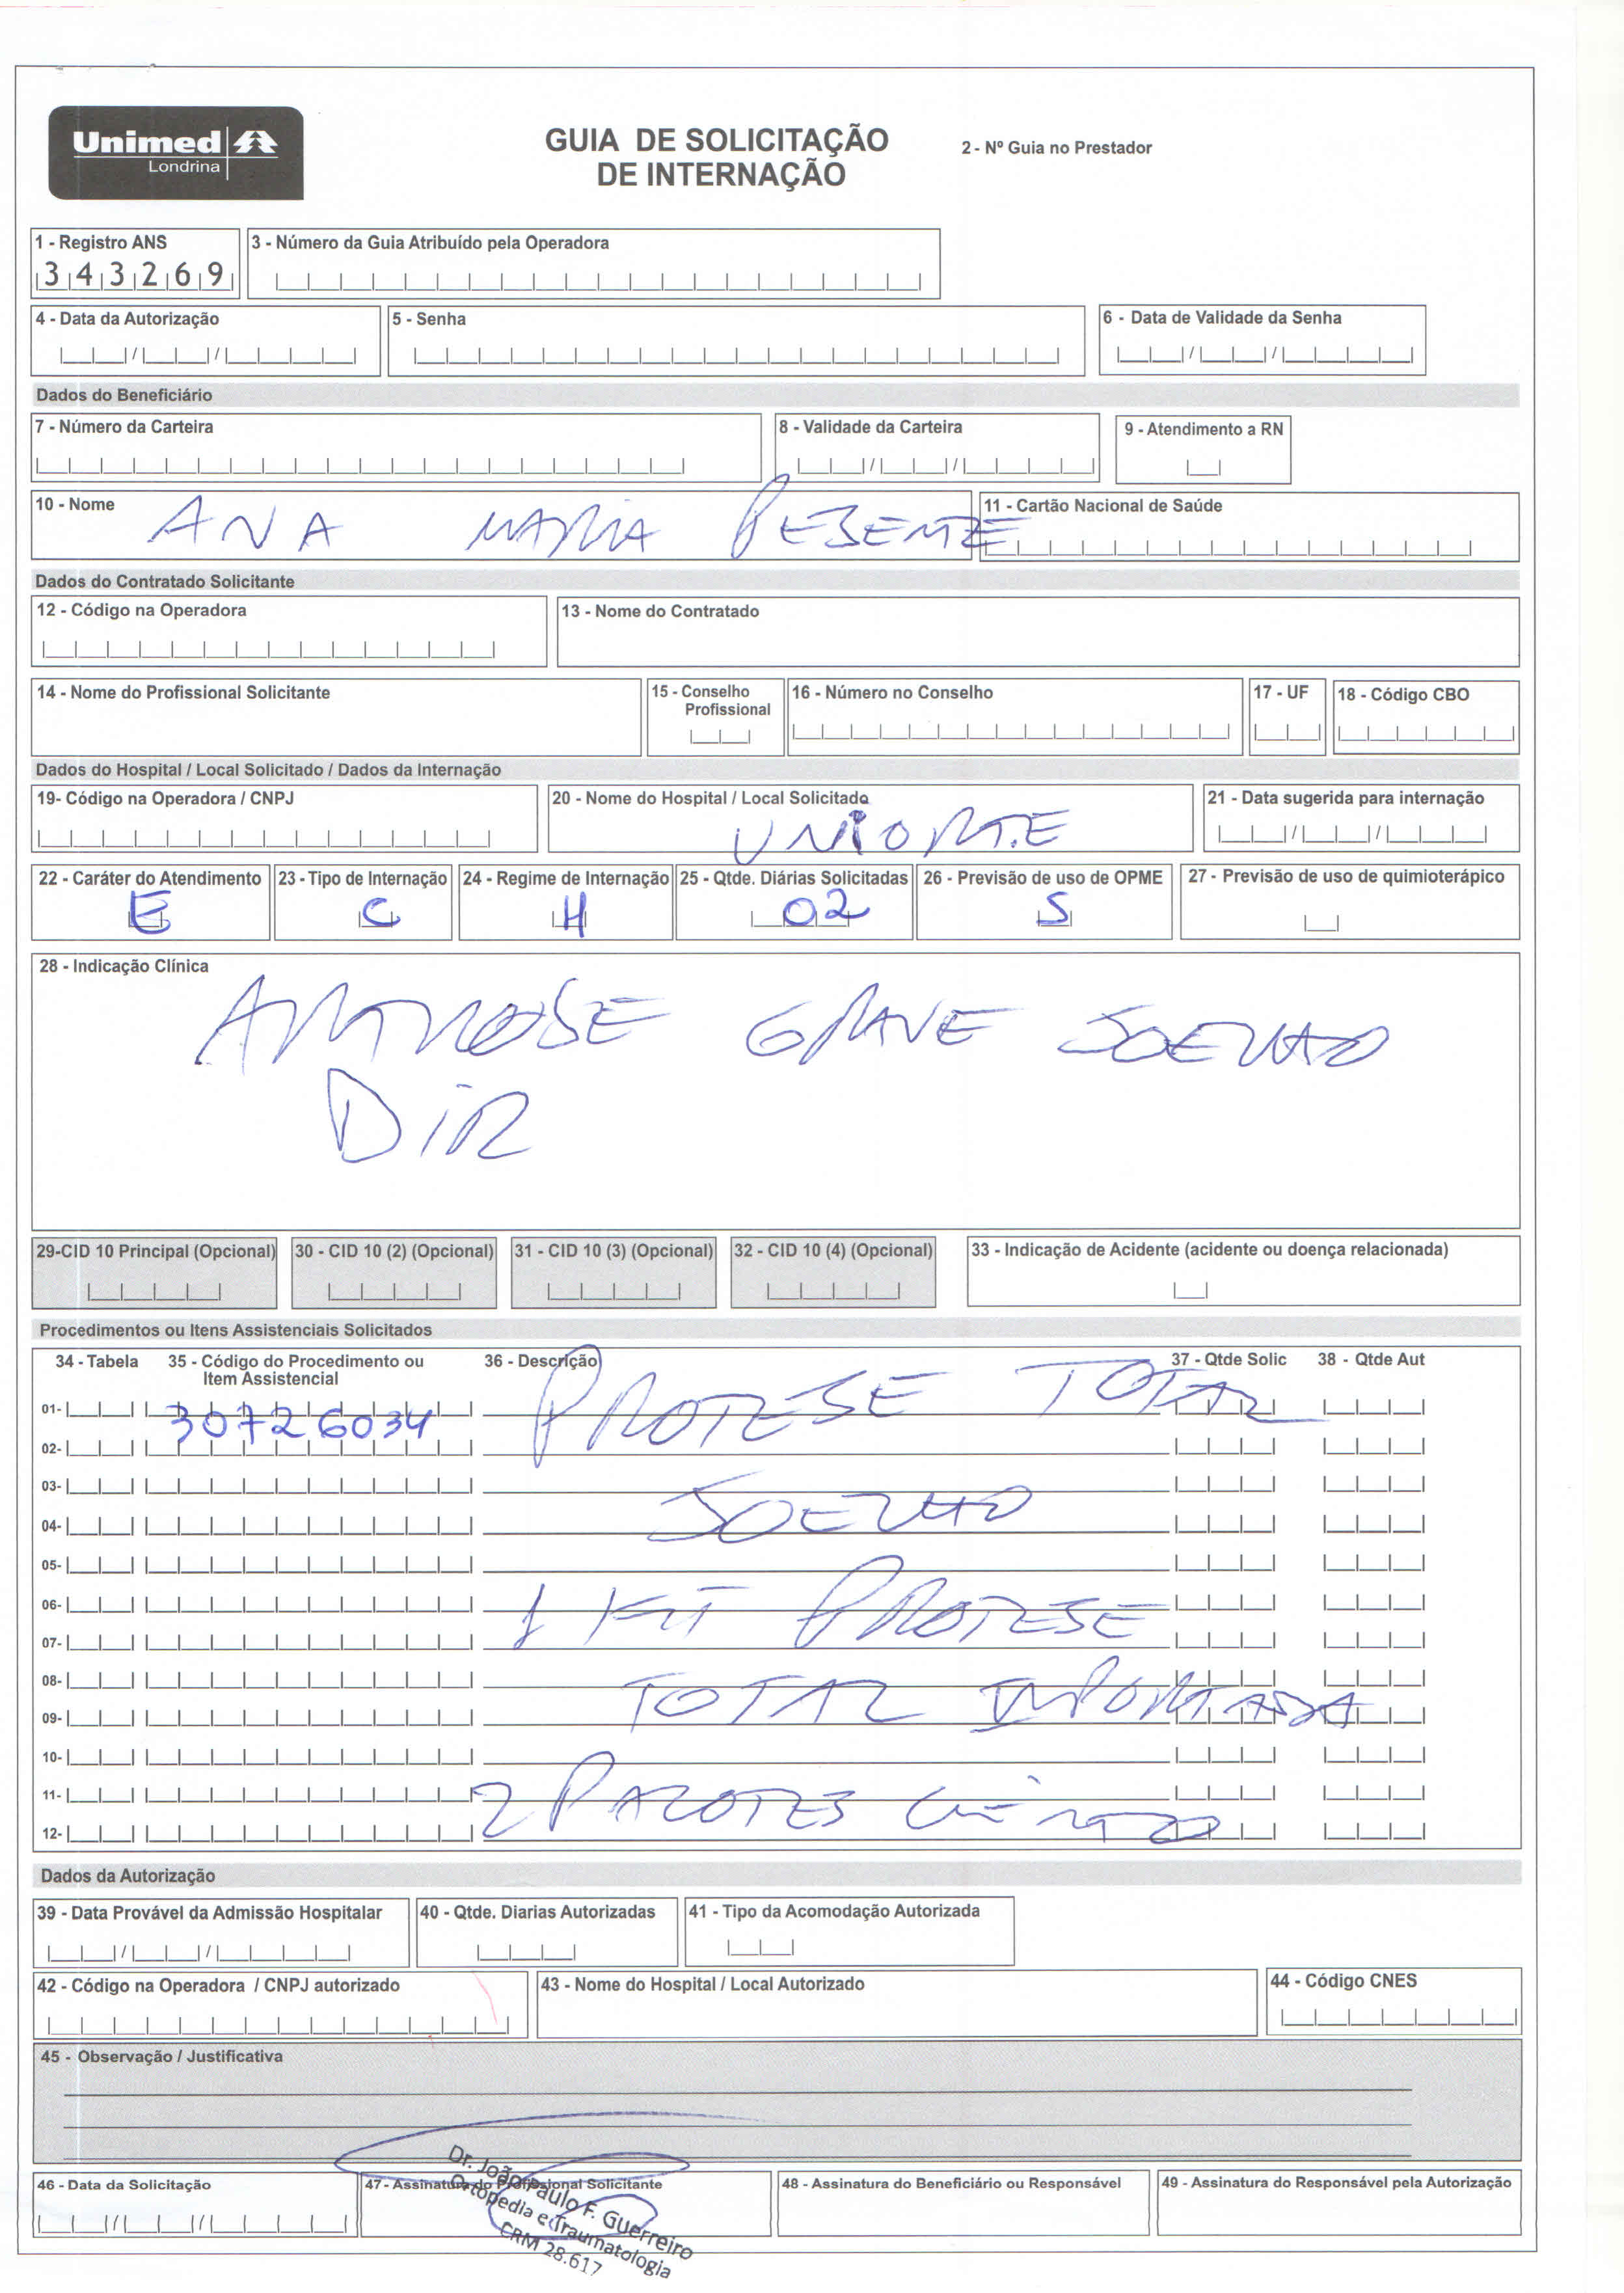 Unimed
Londrina
GUIA DE SOLICITAÇÃO
DE INTERNAÇÃO
2 - Nº Guia no Prestador
1 - Registro ANS
343269
3 - Número da Guia Atribuído pela Operadora
4 - Data da Autorização
5 - Senha
6 - Data de Validade da Senha
Dados do Beneficiário
7 - Número da Carteira
8 - Validade da Carteira
9 - Atendimento a RN
10 - Nome
ANA MARIA PESENTE
11 - Cartão Nacional de Saúde
Dados do Contratado Solicitante
12 - Código na Operadora
13 - Nome do Contratado
14 - Nome do Profissional Solicitante
15 - Conselho Profissional
16 - Número no Conselho
17 - UF
18 - Código CBO
Dados do Hospital / Local Solicitado / Dados da Internação
19- Código na Operadora / CNPJ
20 - Nome do Hospital / Local Solicitado
UNIORTE
21 - Data sugerida para internação
22 - Caráter do Atendimento
E
23 - Tipo de Internação
C
24 - Regime de Internação
H
25 - Qtde. Diárias Solicitadas
02
26 - Previsão de uso de OPME
S
27 - Previsão de uso de quimioterápico
28 - Indicação Clínica
ARTROSE GRAVE JOELHO
DIR
29-CID 10 Principal (Opcional)
30 - CID 10 (2) (Opcional)
31 - CID 10 (3) (Opcional)
32 - CID 10 (4) (Opcional)
33 - Indicação de Acidente (acidente ou doença relacionada)
Procedimentos ou Itens Assistenciais Solicitados
34 - Tabela
35 - Código do Procedimento ou
Item Assistencial
36 - Descrição
37 - Qtde Solic
38 - Qtde Aut
01- 30726034 PROTESE TOTAL
02-
03-
04- JOELHO
05-
06-
07- 1 KIT PROTESE
08-
09- TOTAL IMPORTADA
10-
11-
12- 2 PACOTES CIMENTO
Dados da Autorização
39 - Data Provável da Admissão Hospitalar
40 - Qtde. Diarias Autorizadas
41 - Tipo da Acomodação Autorizada
42 - Código na Operadora / CNPJ autorizado
43 - Nome do Hospital / Local Autorizado
44 - Código CNES
45 - Observação / Justificativa
46 - Data da Solicitação
47 - Assinatura do Profissional Solicitante
Dr. João Paulo F. Guerreiro
Ortopedia e Traumatologia
CRM 28.617
48 - Assinatura do Beneficiário ou Responsável
49 - Assinatura do Responsável pela Autorização